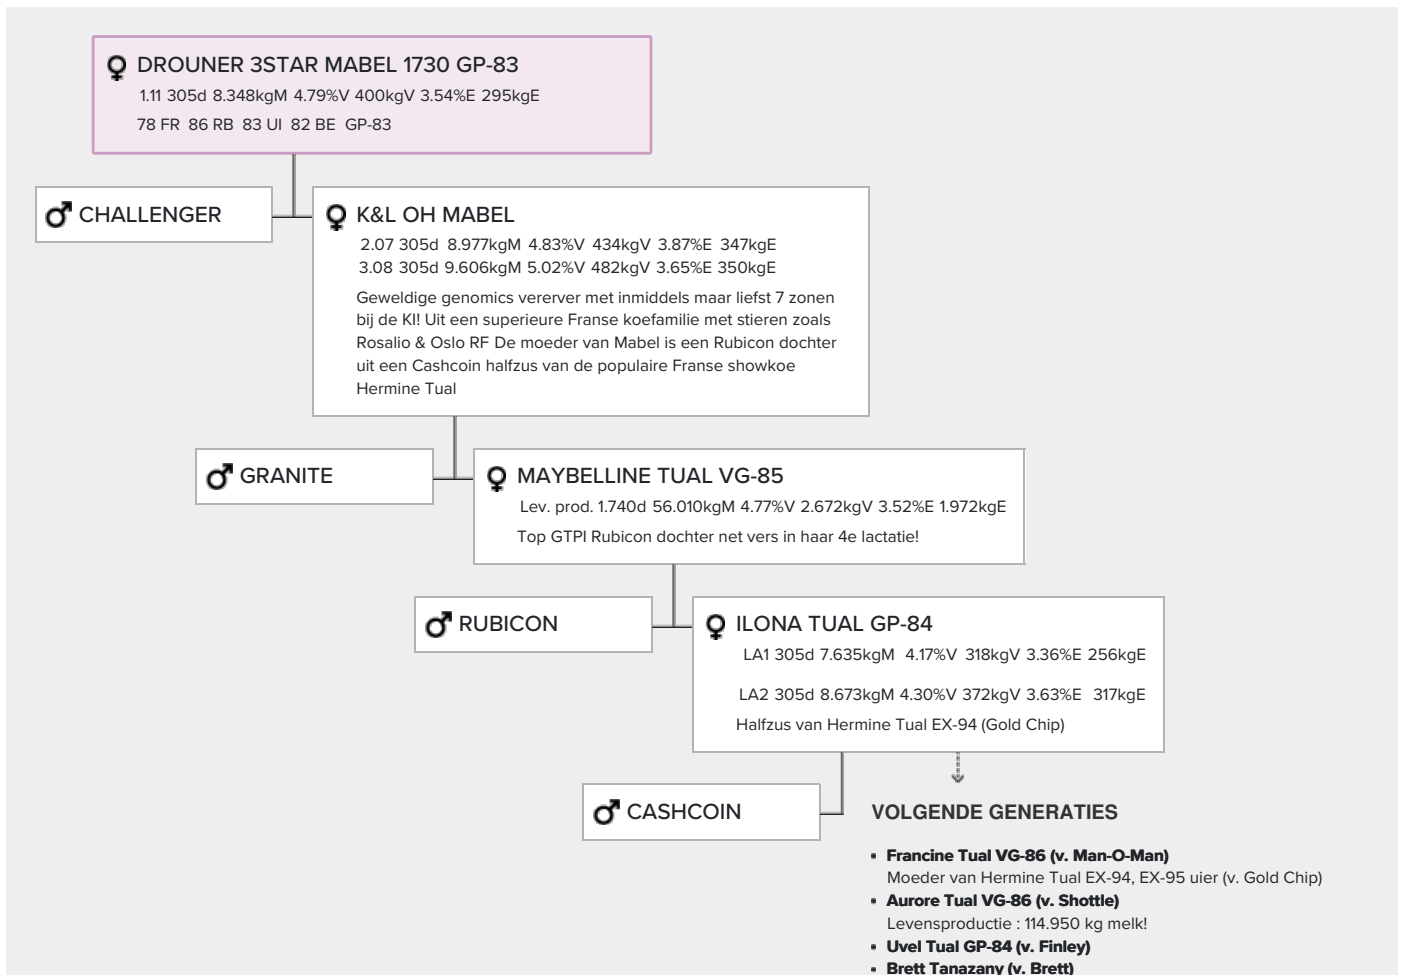 DROUNER 3STAR MABEL 1730 GP-83
1.11 305d 8.348kgM 4.79%V 400kgV 3.54%E 295kgE
78 FR 86 RB 83 UI 82 BE GP-83
CHALLENGER
K&L OH MABEL
2.07 305d 8.977kgM 4.83%V 434kgV 3.87%E 347kgE
3.08 305d 9.606kgM 5.02%V 482kgV 3.65%E 350kgE
Geweldige genomics vererver met inmiddels maar liefst 7 zonen
bij de KI! Uit een superieure Franse koefamilie met stieren zoals
Rosalio & Oslo RF De moeder van Mabel is een Rubicon dochter
uit een Cashcoin halfzus van de populaire Franse showkoe
Hermine Tual
GRANITE
MAYBELLINE TUAL VG-85
Lev. prod. 1.740d 56.010kgM 4.77%V 2.672kgV 3.52%E 1.972kgE
Top GTPI Rubicon dochter net vers in haar 4e lactatie!
RUBICON
ILONA TUAL GP-84
LA1 305d 7.635kgM 4.17%V 318kgV 3.36%E 256kgE
LA2 305d 8.673kgM 4.30%V 372kgV 3.63%E 317kgE
Halfzus van Hermine Tual EX-94 (Gold Chip)
CASHCOIN
VOLGENDE GENERATIES
• Francine Tual VG-86 (v. Man-O-Man)
Moeder van Hermine Tual EX-94, EX-95 uier (v. Gold Chip)
• Aurore Tual VG-86 (v. Shottle)
Levensproductie : 114.950 kg melk!
• Uvel Tual GP-84 (v. Finley)
• Brett Tanazany (v. Brett)